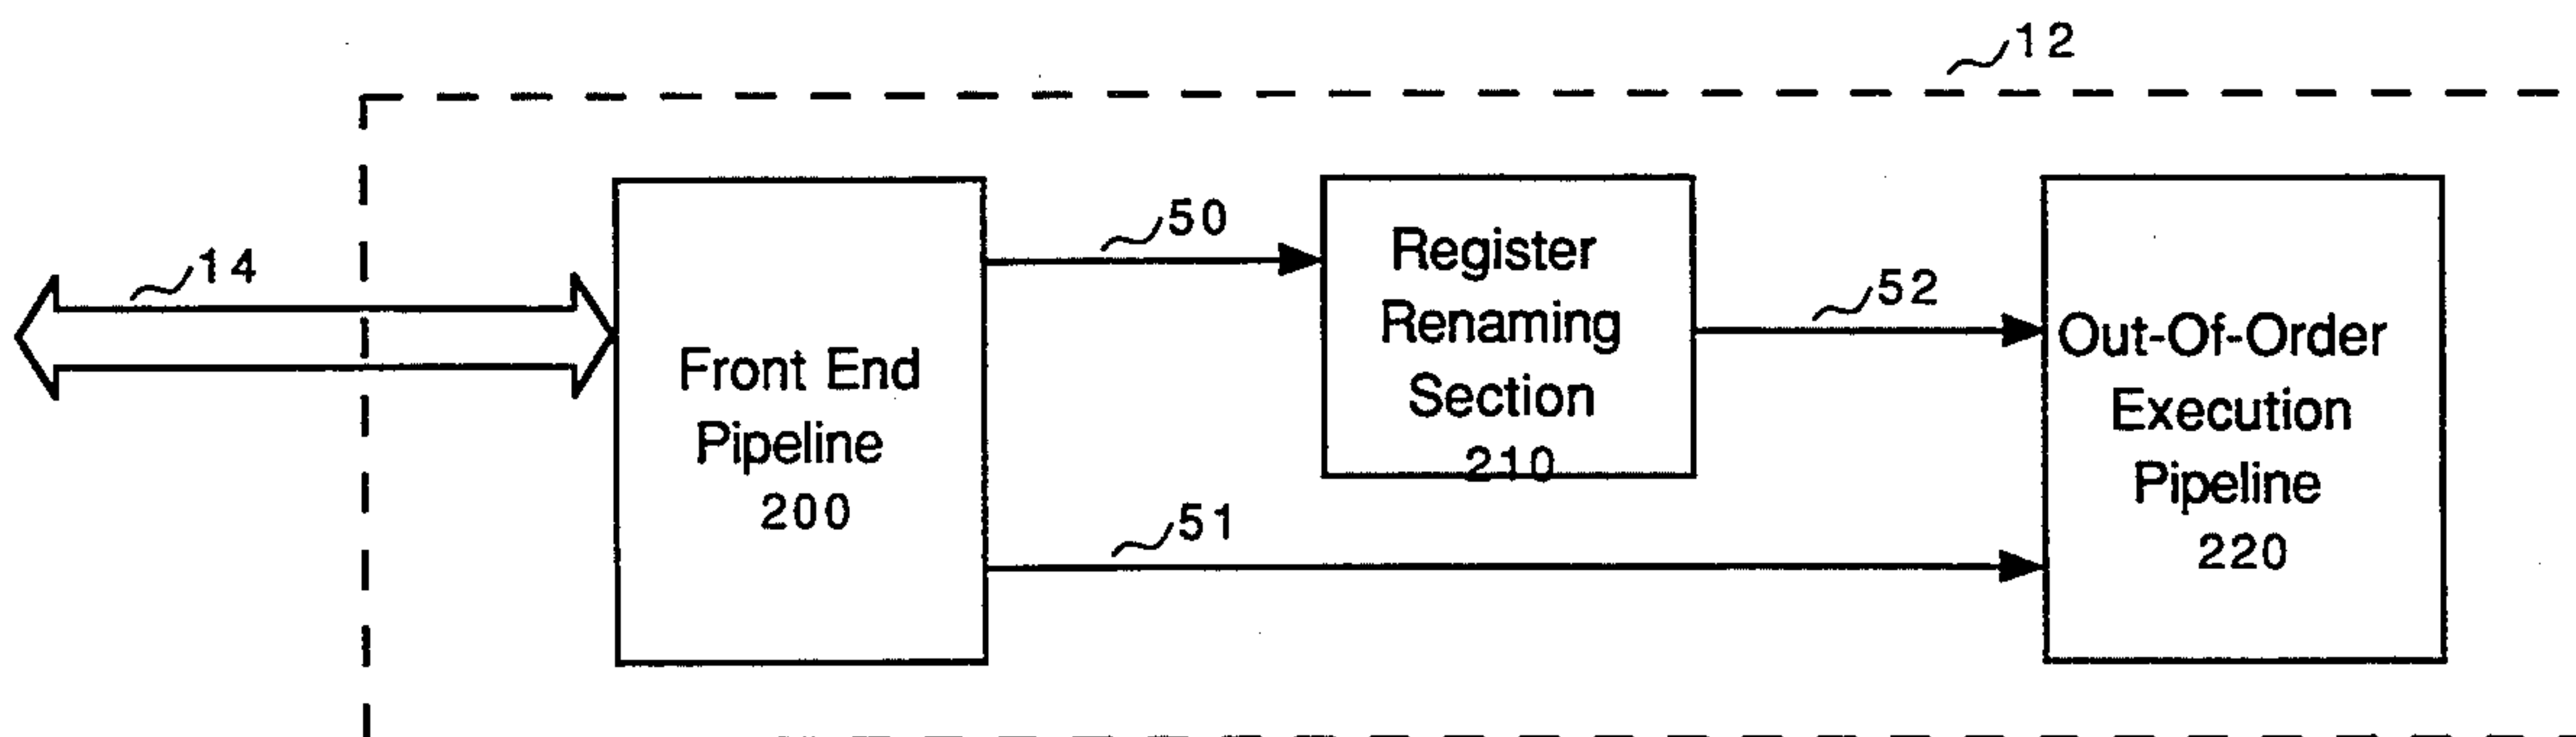 12
14
50
52
51
Front End
Pipeline
200
Register
Renaming
Section
210
Out-Of-Order
Execution
Pipeline
220